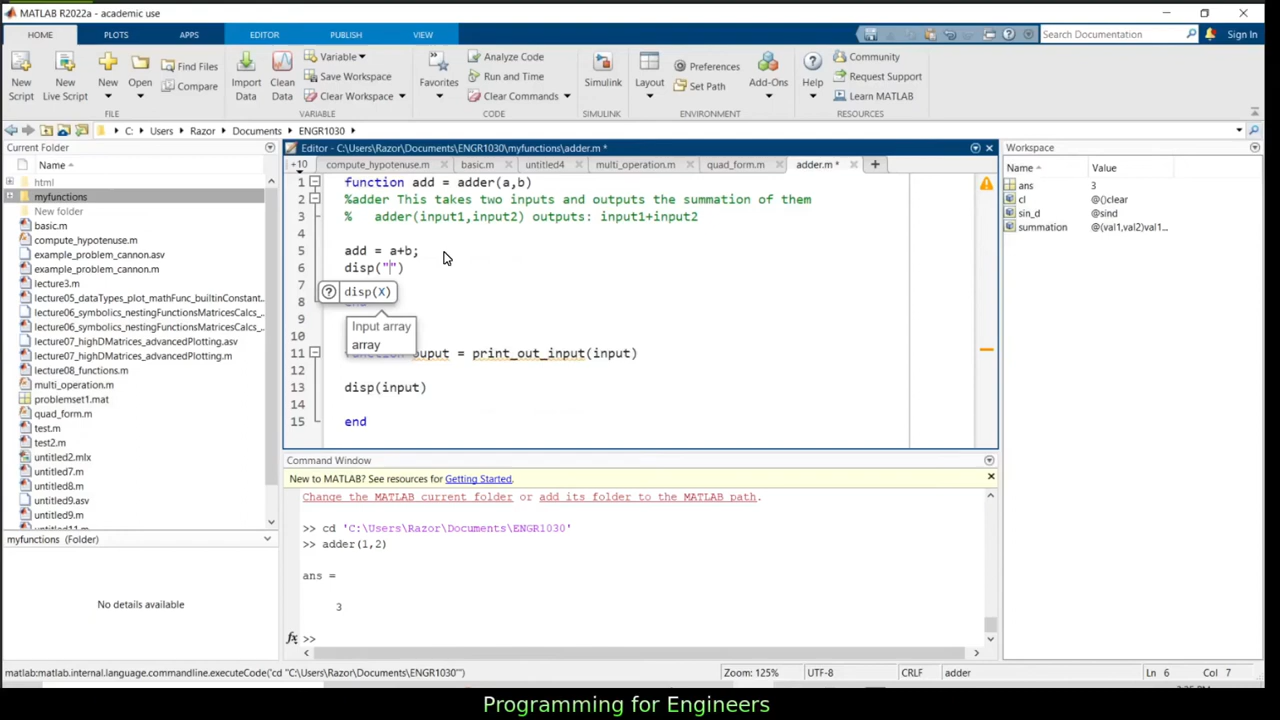 MATLAB R2022a - academic use
HOME PLOTS APPS EDITOR PUBLISH VIEW
Search Documentation
Sign In
New Script
New Live Script
New
Open
Find Files
Compare
Import Data
Clean Data
Variable
Save Workspace
Clear Workspace
Favorites
Analyze Code
Run and Time
Clear Commands
Simulink
Layout
Preferences
Set Path
Add-Ons
Help
Community
Request Support
Learn MATLAB
FILE VARIABLE CODE SIMULINK ENVIRONMENT RESOURCES
C: Users Razor Documents ENGR1030
Current Folder
Name
html
myfunctions
New folder
basic.m
compute_hypotenuse.m
example_problem_cannon.asv
example_problem_cannon.m
lecture3.m
lecture05_dataTypes_plot_mathFunc_builtinConstant...
lecture06_symbolics_nestingFunctionsMatricesCalcs_...
lecture06_symbolics_nestingFunctionsMatricesCalcs_...
lecture07_highDMatrices_advancedPlotting.asv
lecture07_highDMatrices_advancedPlotting.m
lecture08_functions.m
multi_operation.m
problemset1.mat
quad_form.m
test.m
test2.m
untitled2.mlx
untitled7.m
untitled8.m
untitled9.asv
untitled9.m
untitled11.m
myfunctions (Folder)
No details available
Editor - C:\Users\Razor\Documents\ENGR1030\myfunctions\adder.m *
+10 compute_hypotenuse.m basic.m untitled4 multi_operation.m quad_form.m adder.m *
1 function add = adder(a,b)
2 %adder This takes two inputs and outputs the summation of them
3 % adder(input1,input2) outputs: input1+input2
4
5 add = a+b;
6 disp("")
7
disp(X)
8
9
Input array
array
10
11 ouput = print_out_input(input)
12
13 disp(input)
14
15 end
Command Window
New to MATLAB? See resources for Getting Started.
Change the MATLAB current folder or add its folder to the MATLAB path.
>> cd 'C:\Users\Razor\Documents\ENGR1030'
>> adder(1,2)
ans =
3
fx >>
Workspace
Name Value
ans 3
cl @()clear
sin_d @sind
summation @(val1,val2)val1...
matlab:matlab.internal.language.commandline.executeCode('cd "C:\Users\Razor\Documents\ENGR1030"')
Zoom: 125% UTF-8 CRLF adder Ln 6 Col 7
Programming for Engineers